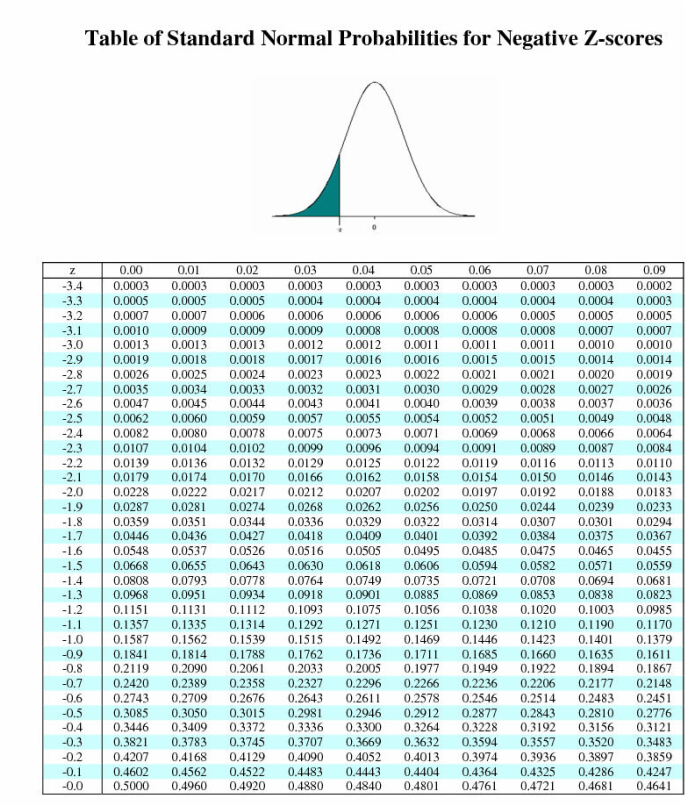 Table of Standard Normal Probabilities for Negative Z-scores
0
z 0.00 0.01 0.02 0.03 0.04 0.05 0.06 0.07 0.08 0.09
-3.4 0.0003 0.0003 0.0003 0.0003 0.0003 0.0003 0.0003 0.0003 0.0003 0.0002
-3.3 0.0005 0.0005 0.0005 0.0004 0.0004 0.0004 0.0004 0.0004 0.0004 0.0003
-3.2 0.0007 0.0007 0.0006 0.0006 0.0006 0.0006 0.0006 0.0005 0.0005 0.0005
-3.1 0.0010 0.0009 0.0009 0.0009 0.0008 0.0008 0.0008 0.0008 0.0007 0.0007
-3.0 0.0013 0.0013 0.0013 0.0012 0.0012 0.0011 0.0011 0.0011 0.0010 0.0010
-2.9 0.0019 0.0018 0.0018 0.0017 0.0016 0.0016 0.0015 0.0015 0.0014 0.0014
-2.8 0.0026 0.0025 0.0024 0.0023 0.0023 0.0022 0.0021 0.0021 0.0020 0.0019
-2.7 0.0035 0.0034 0.0033 0.0032 0.0031 0.0030 0.0029 0.0028 0.0027 0.0026
-2.6 0.0047 0.0045 0.0044 0.0043 0.0041 0.0040 0.0039 0.0038 0.0037 0.0036
-2.5 0.0062 0.0060 0.0059 0.0057 0.0055 0.0054 0.0052 0.0051 0.0049 0.0048
-2.4 0.0082 0.0080 0.0078 0.0075 0.0073 0.0071 0.0069 0.0068 0.0066 0.0064
-2.3 0.0107 0.0104 0.0102 0.0099 0.0096 0.0094 0.0091 0.0089 0.0087 0.0084
-2.2 0.0139 0.0136 0.0132 0.0129 0.0125 0.0122 0.0119 0.0116 0.0113 0.0110
-2.1 0.0179 0.0174 0.0170 0.0166 0.0162 0.0158 0.0154 0.0150 0.0146 0.0143
-2.0 0.0228 0.0222 0.0217 0.0212 0.0207 0.0202 0.0197 0.0192 0.0188 0.0183
-1.9 0.0287 0.0281 0.0274 0.0268 0.0262 0.0256 0.0250 0.0244 0.0239 0.0233
-1.8 0.0359 0.0351 0.0344 0.0336 0.0329 0.0322 0.0314 0.0307 0.0301 0.0294
-1.7 0.0446 0.0436 0.0427 0.0418 0.0409 0.0401 0.0392 0.0384 0.0375 0.0367
-1.6 0.0548 0.0537 0.0526 0.0516 0.0505 0.0495 0.0485 0.0475 0.0465 0.0455
-1.5 0.0668 0.0655 0.0643 0.0630 0.0618 0.0606 0.0594 0.0582 0.0571 0.0559
-1.4 0.0808 0.0793 0.0778 0.0764 0.0749 0.0735 0.0721 0.0708 0.0694 0.0681
-1.3 0.0968 0.0951 0.0934 0.0918 0.0901 0.0885 0.0869 0.0853 0.0838 0.0823
-1.2 0.1151 0.1131 0.1112 0.1093 0.1075 0.1056 0.1038 0.1020 0.1003 0.0985
-1.1 0.1357 0.1335 0.1314 0.1292 0.1271 0.1251 0.1230 0.1210 0.1190 0.1170
-1.0 0.1587 0.1562 0.1539 0.1515 0.1492 0.1469 0.1446 0.1423 0.1401 0.1379
-0.9 0.1841 0.1814 0.1788 0.1762 0.1736 0.1711 0.1685 0.1660 0.1635 0.1611
-0.8 0.2119 0.2090 0.2061 0.2033 0.2005 0.1977 0.1949 0.1922 0.1894 0.1867
-0.7 0.2420 0.2389 0.2358 0.2327 0.2296 0.2266 0.2236 0.2206 0.2177 0.2148
-0.6 0.2743 0.2709 0.2676 0.2643 0.2611 0.2578 0.2546 0.2514 0.2483 0.2451
-0.5 0.3085 0.3050 0.3015 0.2981 0.2946 0.2912 0.2877 0.2843 0.2810 0.2776
-0.4 0.3446 0.3409 0.3372 0.3336 0.3300 0.3264 0.3228 0.3192 0.3156 0.3121
-0.3 0.3821 0.3783 0.3745 0.3707 0.3669 0.3632 0.3594 0.3557 0.3520 0.3483
-0.2 0.4207 0.4168 0.4129 0.4090 0.4052 0.4013 0.3974 0.3936 0.3897 0.3859
-0.1 0.4602 0.4562 0.4522 0.4483 0.4443 0.4404 0.4364 0.4325 0.4286 0.4247
-0.0 0.5000 0.4960 0.4920 0.4880 0.4840 0.4801 0.4761 0.4721 0.4681 0.4641